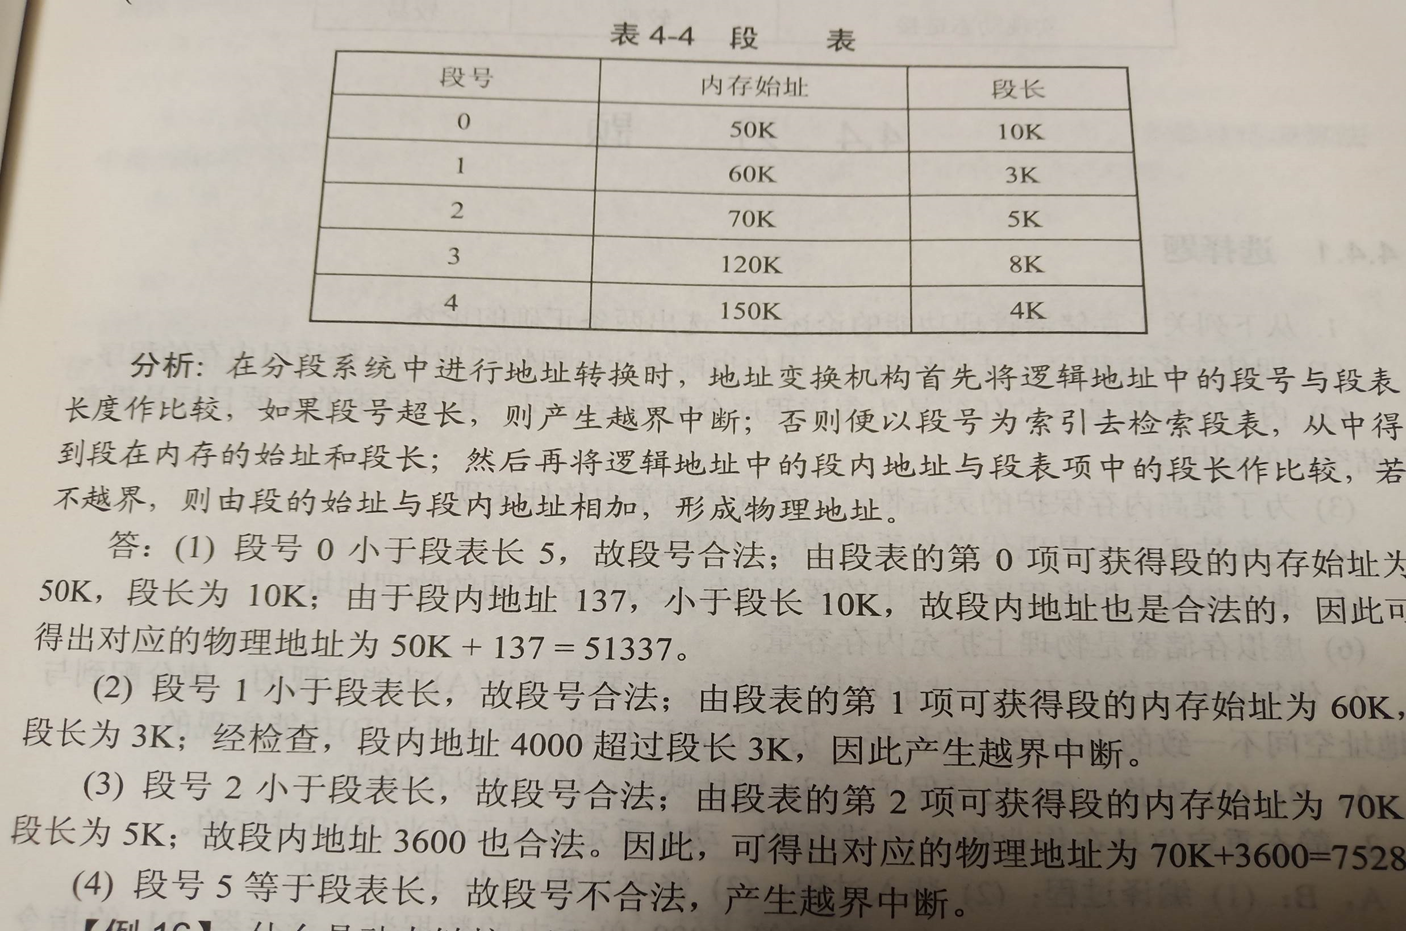 表 4-4 段 表
段号 内存始址 段长
0 50K 10K
1 60K 3K
2 70K 5K
3 120K 8K
4 150K 4K
分析：在分段系统中进行地址转换时，地址变换机构首先将逻辑地址中的段号与段表
长度作比较，如果段号超长，则产生越界中断；否则便以段号为索引去检索段表，从中得
到段在内存的始址和段长；然后再将逻辑地址中的段内地址与段表项中的段长作比较，若
不越界，则由段的始址与段内地址相加，形成物理地址。
答：(1) 段号 0 小于段表长 5，故段号合法；由段表的第 0 项可获得段的内存始址为
50K，段长为 10K；由于段内地址 137，小于段长 10K，故段内地址也是合法的，因此可
得出对应的物理地址为 50K + 137 = 51337。
(2) 段号 1 小于段表长，故段号合法；由段表的第 1 项可获得段的内存始址为 60K，
段长为 3K；经检查，段内地址 4000 超过段长 3K，因此产生越界中断。
(3) 段号 2 小于段表长，故段号合法；由段表的第 2 项可获得段的内存始址为 70K
段长为 5K；故段内地址 3600 也合法。因此，可得出对应的物理地址为 70K+3600=7528
(4) 段号 5 等于段表长，故段号不合法，产生越界中断。